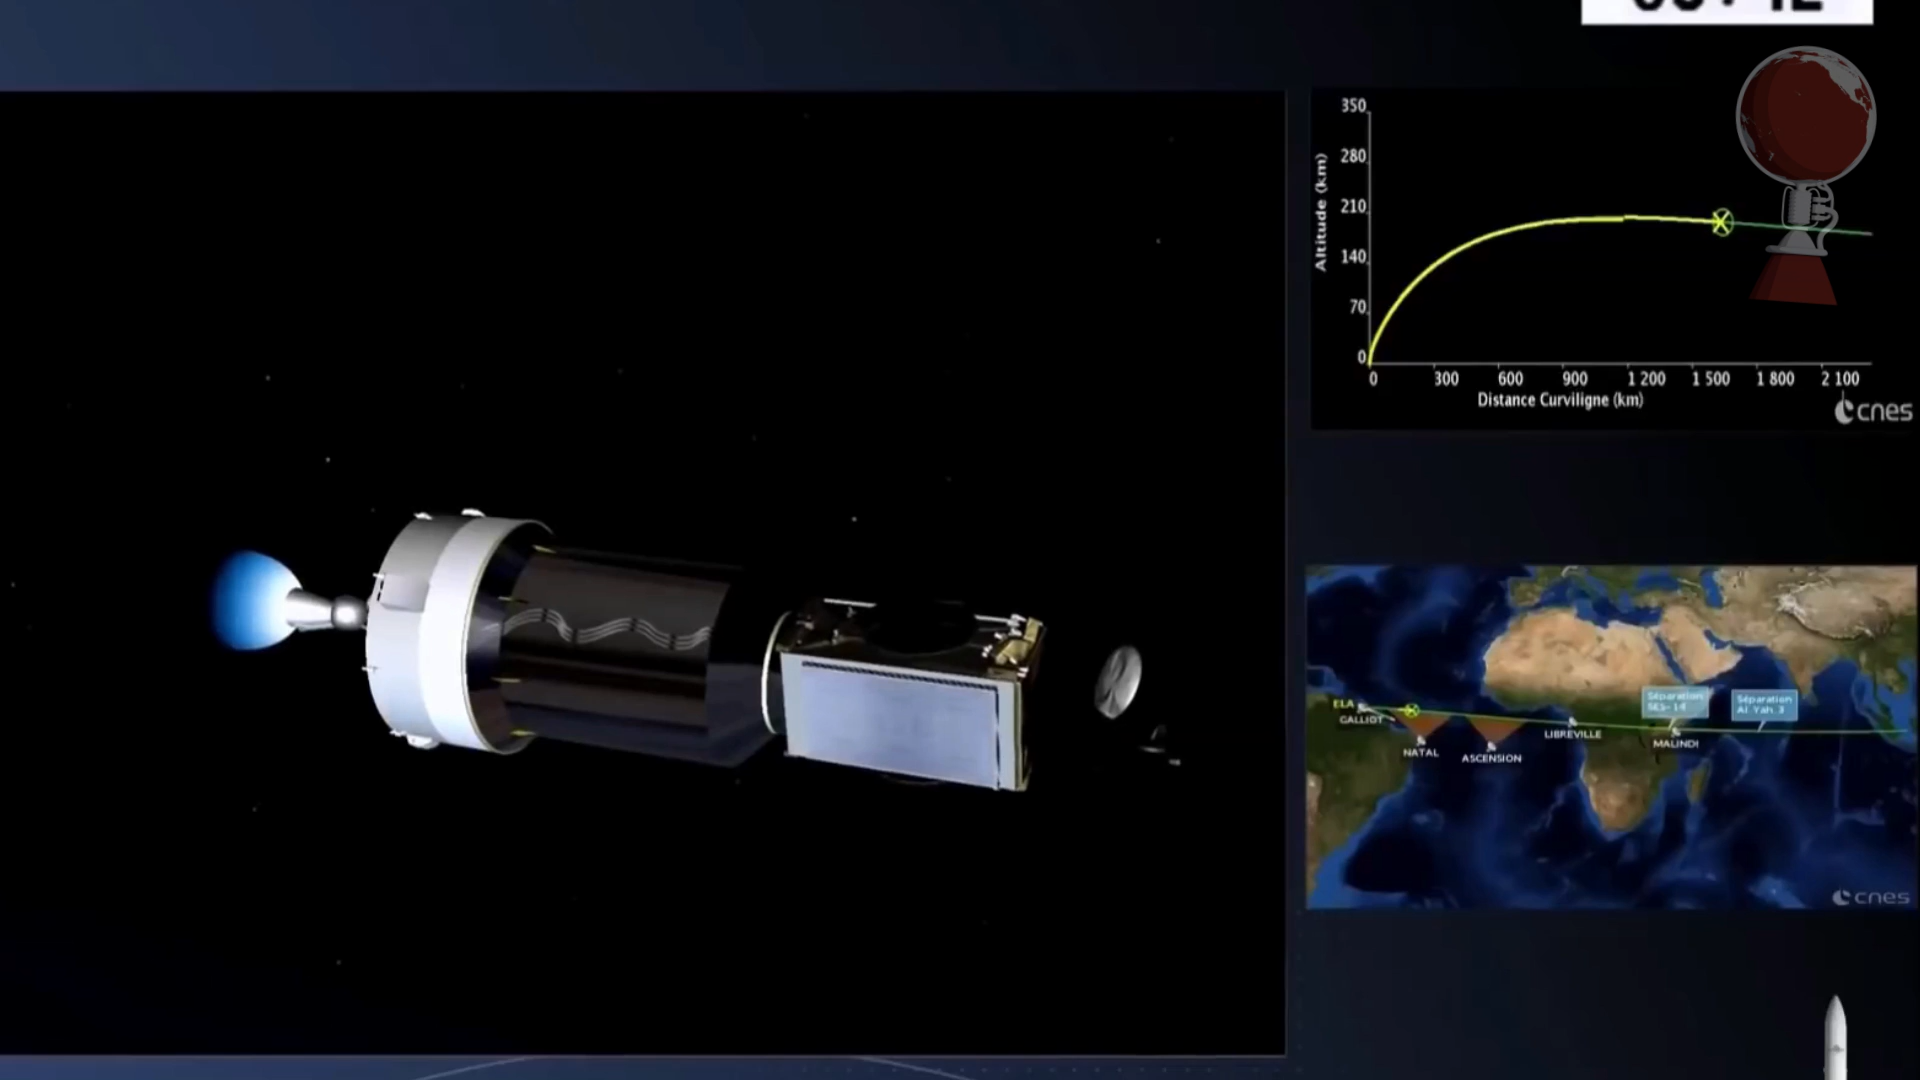 350
280
210
140
70
0
Altitude (km)
0 300 600 900 1 200 1 500 1 800 2 100
Distance Curviligne (km)
cnes
ELA
GALLIOT
NATAL
ASCENSION
LIBREVILLE
Séparation
SES-14
MALINDI
Séparation
Al Yah 3
cnes